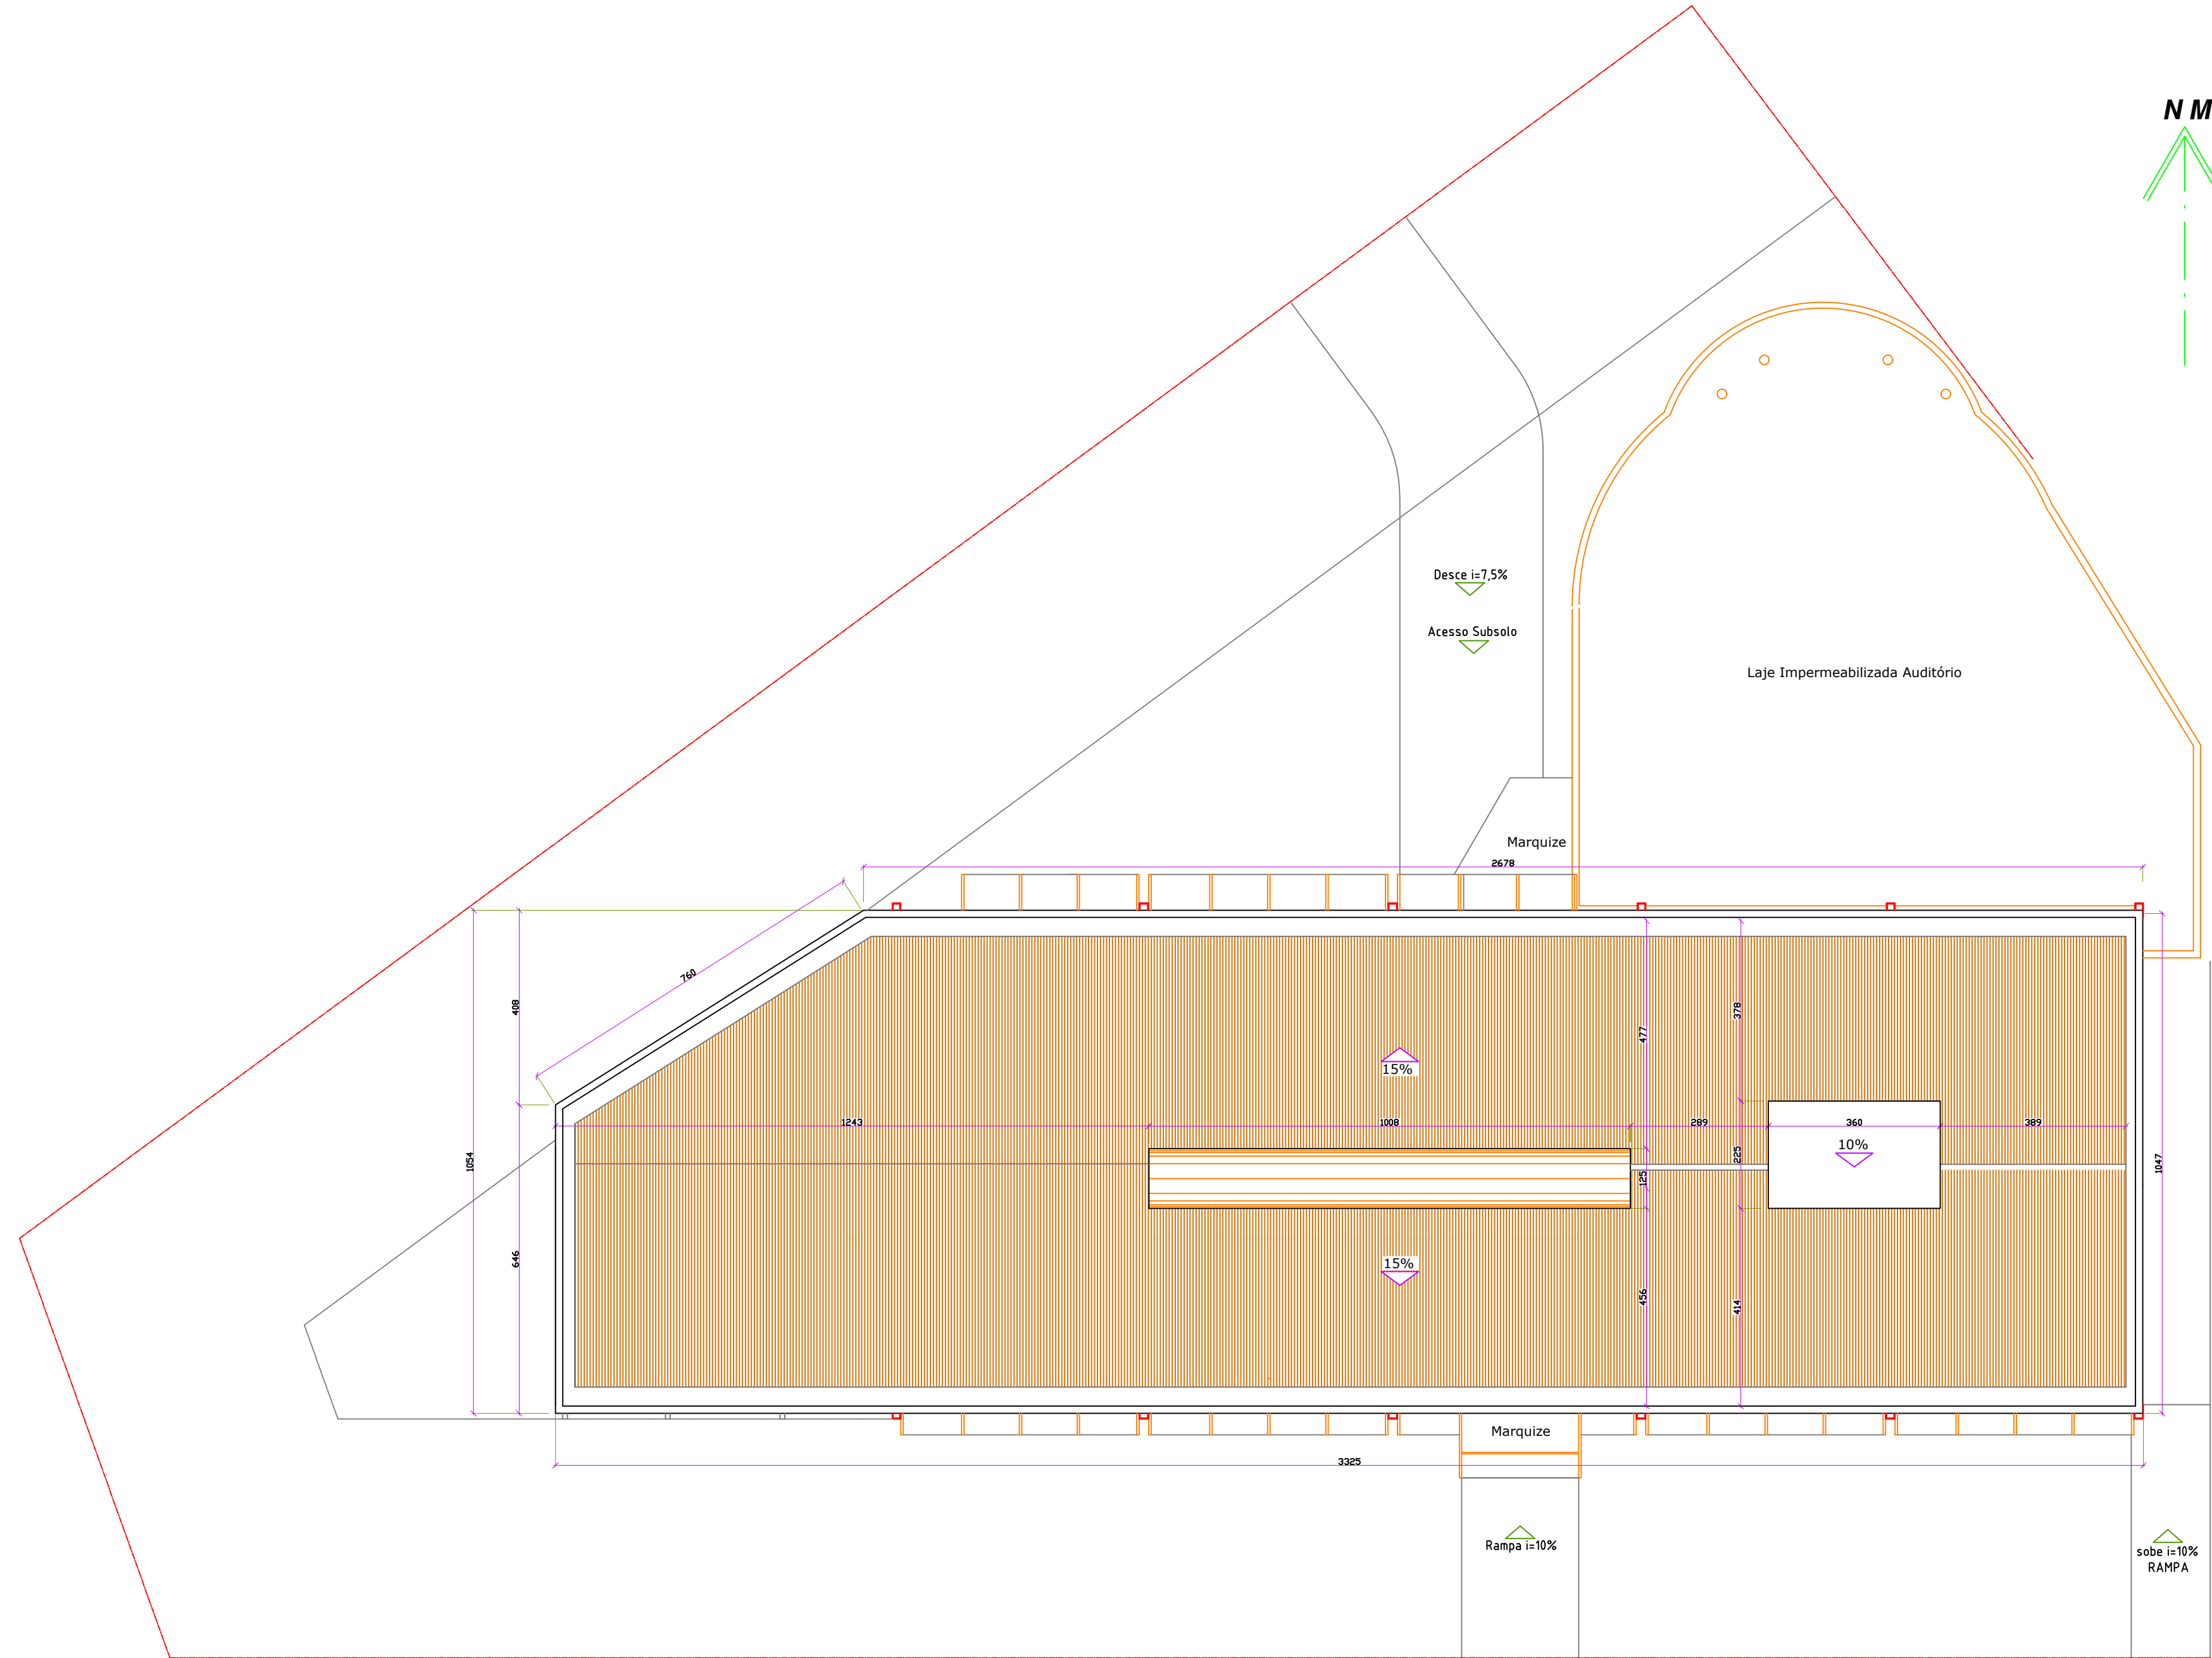 N M
Desce i=7,5%
Acesso Subsolo
Laje Impermeabilizada Auditório
Marquize
2678
760
408
1054
646
477
378
15%
1243
1008
289
360
389
10%
225
125
1047
15%
456
414
Marquize
3325
Rampa i=10%
sobe i=10%
RAMPA